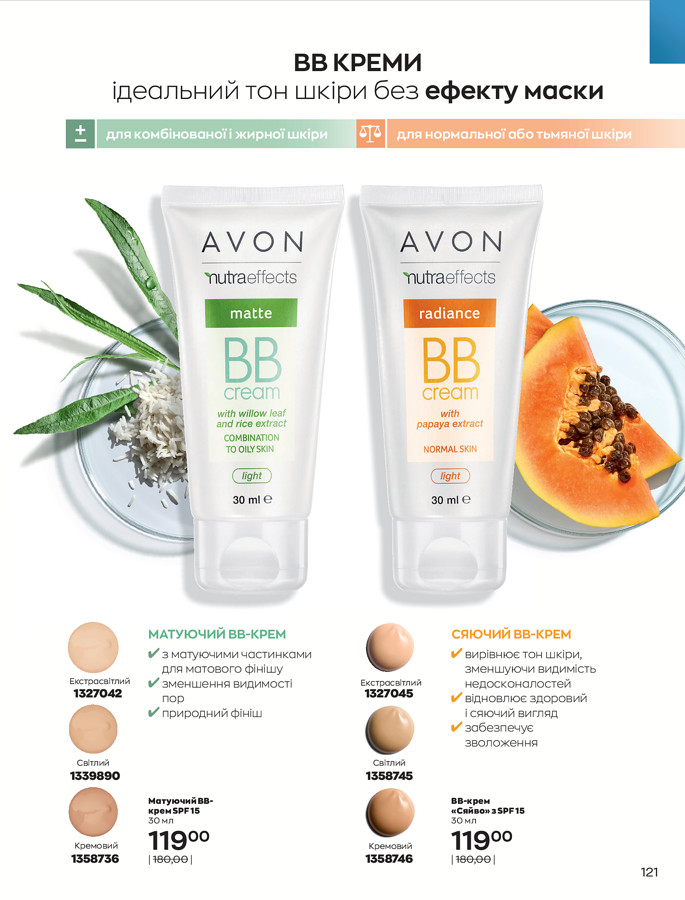 ВВ КРЕМИ
ідеальний тон шкіри без ефекту маски
± для комбінованої і жирної шкіри
для нормальної або тьмяної шкіри
AVON
nutraeffects
matte
BB
cream
with willow leaf
and rice extract
COMBINATION
TO OILY SKIN
light
30 ml e
AVON
nutraeffects
radiance
BB
cream
with
papaya extract
NORMAL SKIN
light
30 ml e
Екстрасвітлий
1327042
Світлий
1339890
Кремовий
1358736
МАТУЮЧИЙ ВВ-КРЕМ
✔ з матуючими частинками
для матового фінішу
✔ зменшення видимості
пор
✔ природний фініш
Матуючий ВВ-
крем SPF 15
30 мл
11900
| 180,00 |
Екстрасвітлий
1327045
Світлий
1358745
Кремовий
1358746
СЯЮЧИЙ ВВ-КРЕМ
✔ вирівнює тон шкіри,
зменшуючи видимість
недосконалостей
✔ відновлює здоровий
і сяючий вигляд
✔ забезпечує
зволоження
ВВ-крем
«Сяйво» з SPF 15
30 мл
11900
| 180,00 |
121